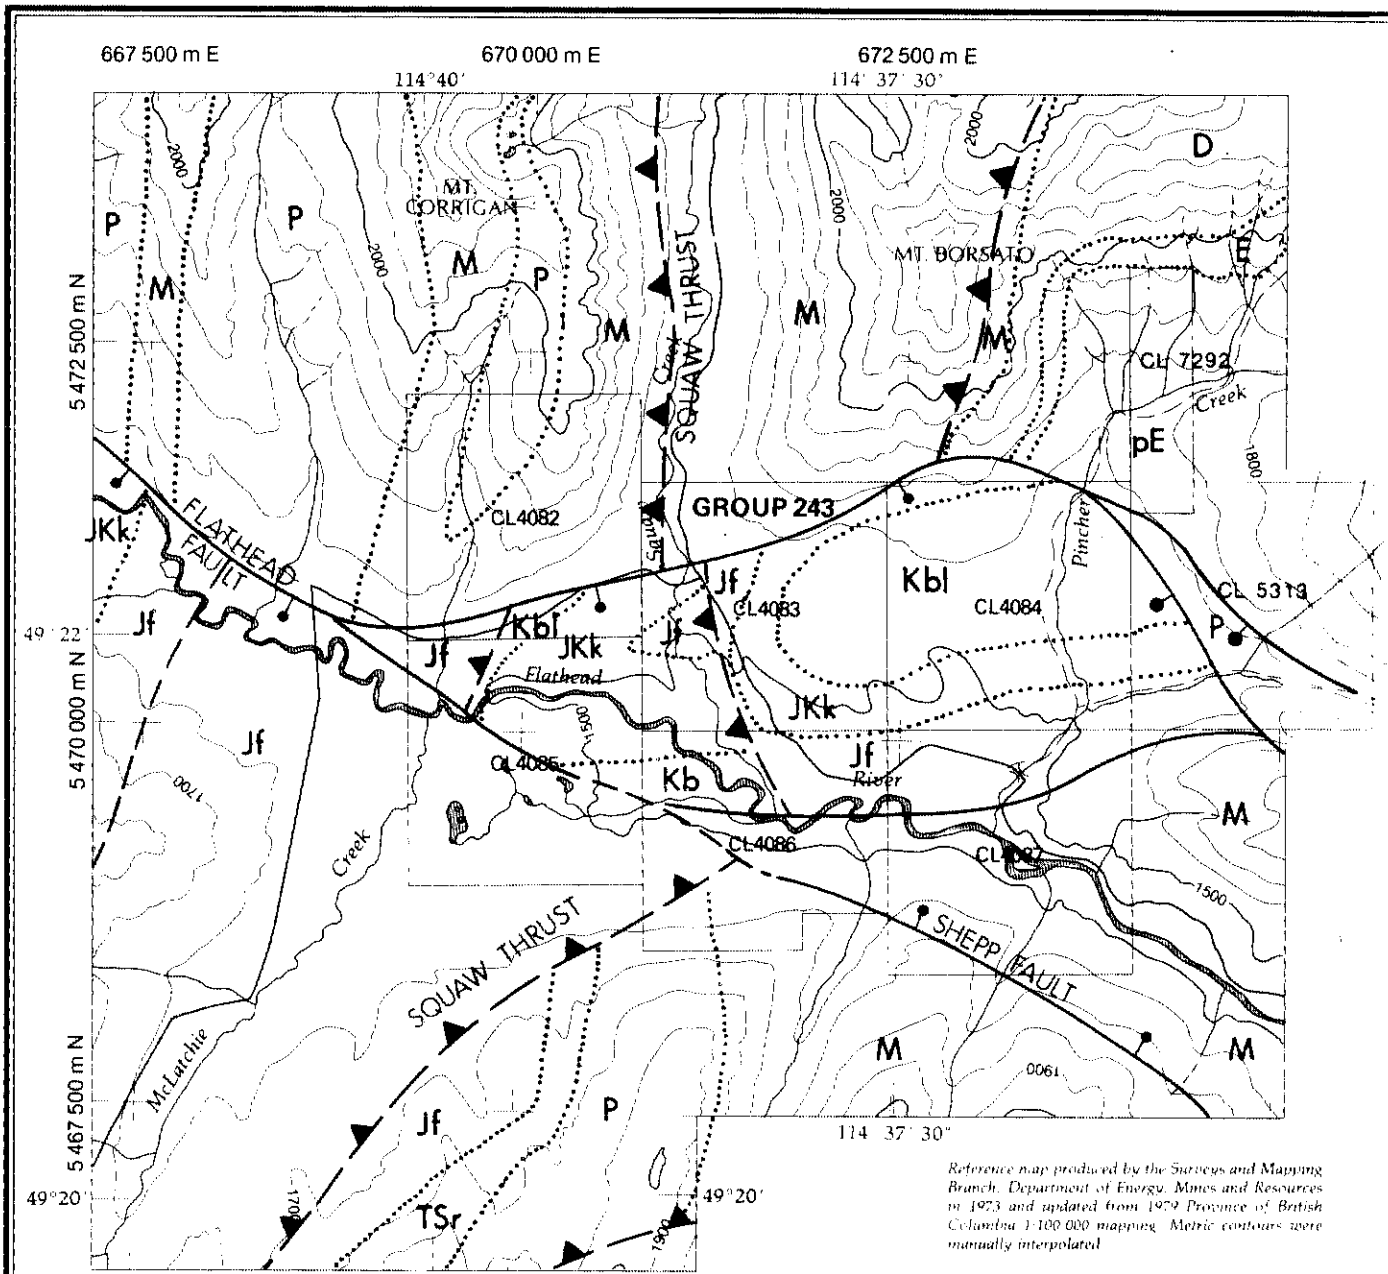 667 500 m E
670 000 m E
672 500 m E
114°40'
114° 37' 30"
2000
2000
2000
2000
D
P
P
MT.
CORRIGAN
M
M
P
M
M
MT. BORSATO
E
M
SQUAW THRUST
Creek
5 472 500 m N
CL 7292
Creek
pE
1800
CL4082
GROUP 243
Squaw
Pincher
JKk
FLATHEAD
FAULT
Jf
Kbl
CL4083
CL4084
CL 5313
P
49°22'
Jf
Kbl
JKk
Jf
Jf
Flathead
JKk
5 470 000 m N
Jf
1500
Jf
River
CL4085
Kb
1700
M
CL4086
CL4087
Creek
1500
SQUAW THRUST
SHEPP FAULT
McLatchie
M
M
1900
5 467 500 m N
Jf
P
114° 37' 30"
49°20'
1700
TSr
1900
49°20'
Reference map produced by the Surveys and Mapping
Branch, Department of Energy, Mines and Resources
in 1973 and updated from 1979 Province of British
Columbia 1:100 000 mapping. Metric contours were
manually interpolated